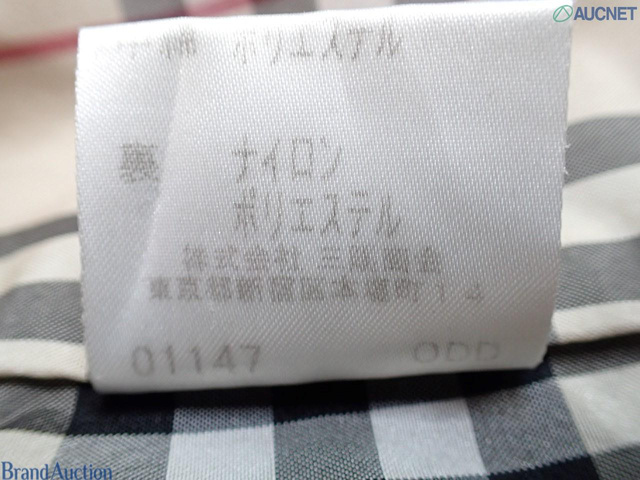 AUCNET
中綿 ポリエステル
裏 ナイロン
ポリエステル
株式会社 三陽商会
東京都新宿区本塩町14
01147 ODD
Brand Auction